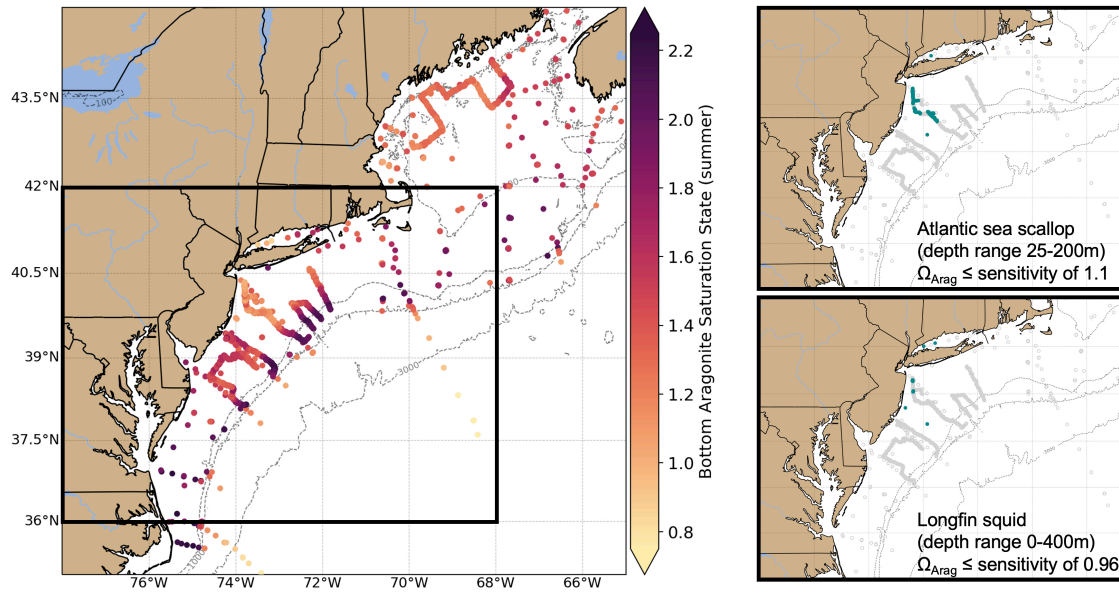 43.5°N
42°N
40.5°N
39°N
37.5°N
36°N
76°W
74°W
72°W
70°W
68°W
66°W
-100
-100
-3000
-1000
2.2
2.0
1.8
1.6
1.4
1.2
1.0
0.8
Bottom Aragonite Saturation State (summer)
Atlantic sea scallop
(depth range 25-200m)
Ω_Arag ≤ sensitivity of 1.1
Longfin squid
(depth range 0-400m)
Ω_Arag ≤ sensitivity of 0.96